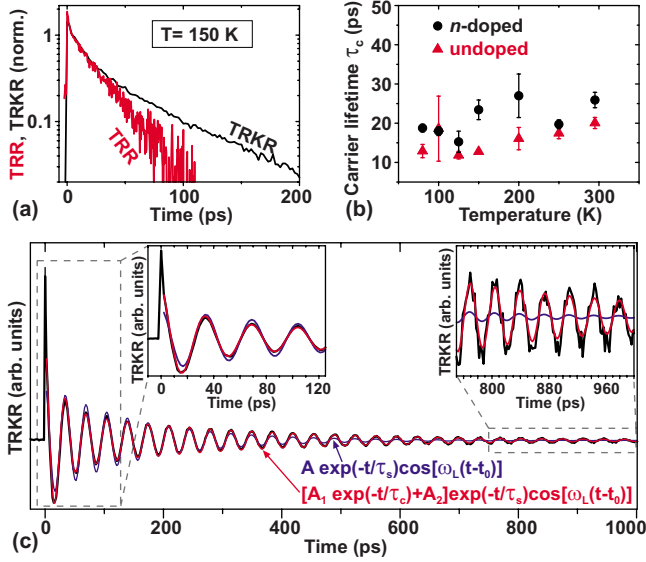 TRR, TRKR (norm.)
1
0.1
T= 150 K
TRR
TRKR
0
100
200
Time (ps)
(a)
Carrier lifetime τc (ps)
50
40
30
20
10
n-doped
undoped
100
150
200
250
300
Temperature (K)
(b)
TRKR (arb. units)
TRKR (arb. units)
0
40
80
120
Time (ps)
TRKR (arb. units)
800
880
960
Time (ps)
A exp(-t/τs)cos[ωL(t-t0)]
[A1 exp(-t/τc)+A2]exp(-t/τs)cos[ωL(t-t0)]
(c)
0
200
400
600
800
1000
Time (ps)